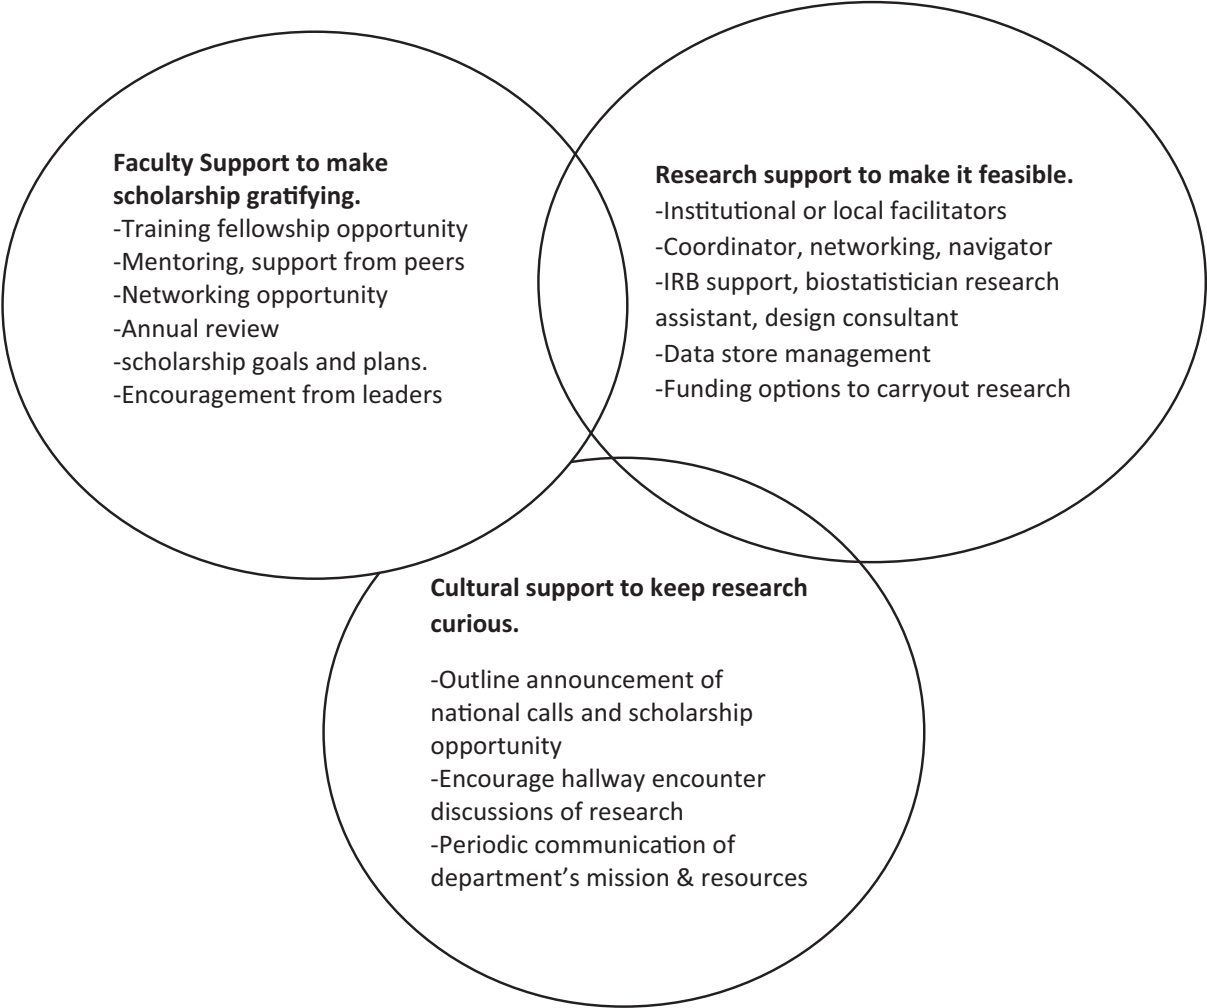 Faculty Support to make
scholarship gratifying.
-Training fellowship opportunity
-Mentoring, support from peers
-Networking opportunity
-Annual review
-scholarship goals and plans.
-Encouragement from leaders
Research support to make it feasible.
-Institutional or local facilitators
-Coordinator, networking, navigator
-IRB support, biostatistician research
assistant, design consultant
-Data store management
-Funding options to carryout research
Cultural support to keep research
curious.
-Outline announcement of
national calls and scholarship
opportunity
-Encourage hallway encounter
discussions of research
-Periodic communication of
department’s mission & resources